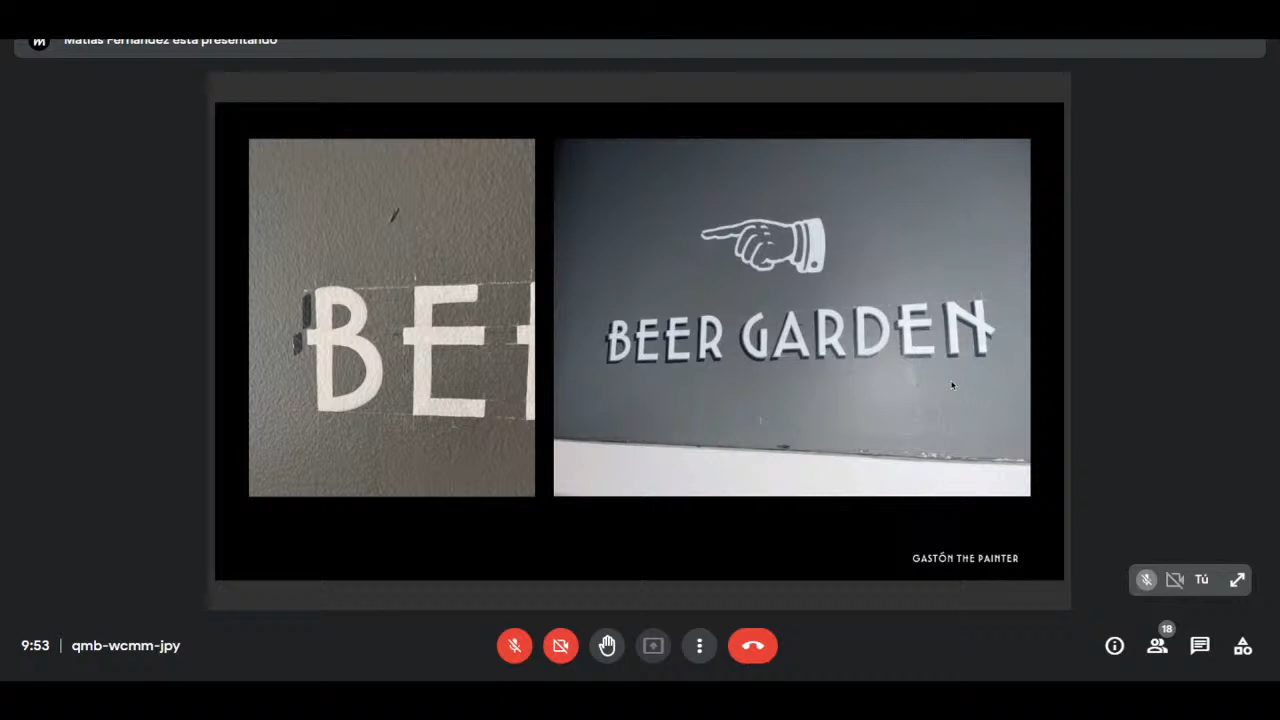 Matías Fernández está presentando
BE
BEER GARDEN
GASTÓN THE PAINTER
Tú
9:53
qmb-wcmm-jpy
18